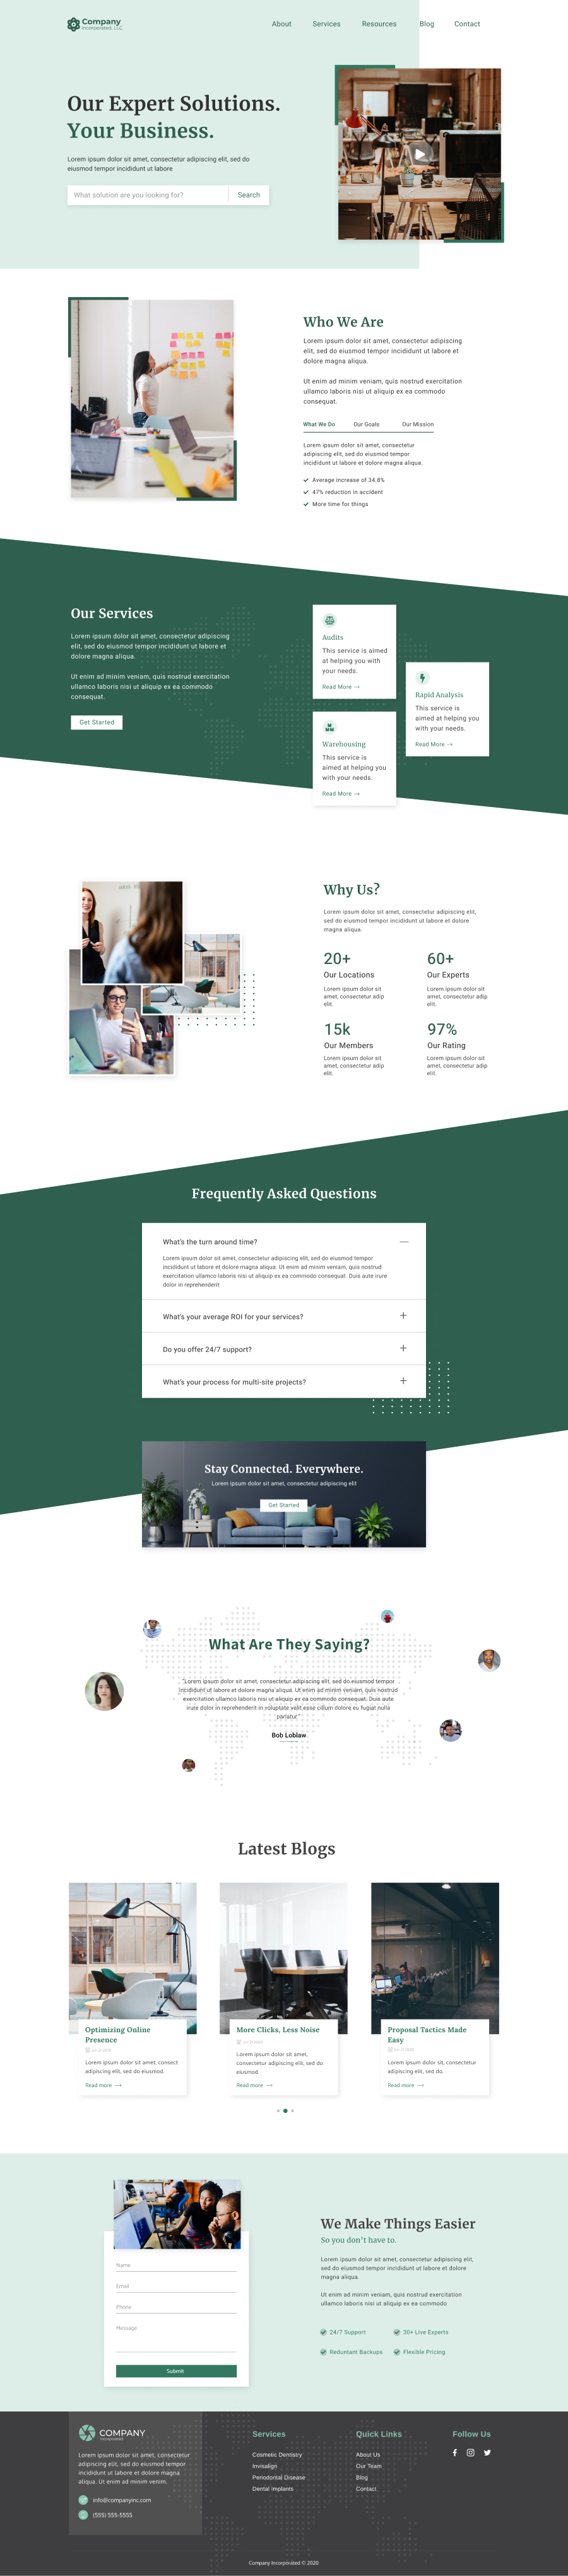 Company
Incorporated, LLC
About
Services
Resources
Blog
Contact
Our Expert Solutions.
Your Business.
Lorem ipsum dolor sit amet, consectetur adipiscing elit, sed do
eiusmod tempor incididunt ut labore
What solution are you looking for?
Search
Who We Are
Lorem ipsum dolor sit amet, consectetur adipiscing
elit, sed do eiusmod tempor incididunt ut labore et
dolore magna aliqua.
Ut enim ad minim veniam, quis nostrud exercitation
ullamco laboris nisi ut aliquip ex ea commodo
consequat.
What We Do
Our Goals
Our Mission
Lorem ipsum dolor sit amet, consectetur
adipiscing elit, sed do eiusmod tempor
incididunt ut labore et dolore magna aliqua.
Average increase of 34.8%
47% reduction in accident
More time for things
Our Services
Lorem ipsum dolor sit amet, consectetur adipiscing
elit, sed do eiusmod tempor incididunt ut labore et
dolore magna aliqua.
Ut enim ad minim veniam, quis nostrud exercitation
ullamco laboris nisi ut aliquip ex ea commodo
consequat.
Get Started
Audits
This service is aimed
at helping you with
your needs.
Read More →
Rapid Analysis
This service is
aimed at helping you
with your needs.
Read More →
Warehousing
This service is
aimed at helping you
with your needs.
Read More →
Why Us?
Lorem ipsum dolor sit amet, consectetur adipiscing elit,
sed do eiusmod tempor incididunt ut labore et dolore
magna aliqua.
20+
Our Locations
Lorem ipsum dolor sit
amet, consectetur adip
elit.
60+
Our Experts
Lorem ipsum dolor sit
amet, consectetur adip
elit.
15k
Our Members
Lorem ipsum dolor sit
amet, consectetur adip
elit.
97%
Our Rating
Lorem ipsum dolor sit
amet, consectetur adip
elit.
Frequently Asked Questions
What's the turn around time?
Lorem ipsum dolor sit amet, consectetur adipiscing elit, sed do eiusmod tempor
incididunt ut labore et dolore magna aliqua. Ut enim ad minim veniam, quis nostrud
exercitation ullamco laboris nisi ut aliquip ex ea commodo consequat. Duis aute irure
dolor in reprehenderit
What's your average ROI for your services?
Do you offer 24/7 support?
What's your process for multi-site projects?
Stay Connected. Everywhere.
Lorem ipsum dolor sit amet, consectetur adipiscing elit
Get Started
What Are They Saying?
"Lorem ipsum dolor sit amet, consectetur adipiscing elit, sed do eiusmod tempor
incididunt ut labore et dolore magna aliqua. Ut enim ad minim veniam, quis nostrud
exercitation ullamco laboris nisi ut aliquip ex ea commodo consequat. Duis aute
irure dolor in reprehenderit in voluptate velit esse cillum dolore eu fugiat nulla
pariatur."
Bob Loblaw
Latest Blogs
Optimizing Online
Presence
Lorem ipsum dolor sit amet, consect
adipiscing elit, sed do eiusmod.
Read more →
More Clicks, Less Noise
Lorem ipsum dolor sit amet,
consectetur adipiscing elit, sed do
eiusmod.
Read more →
Proposal Tactics Made
Easy
Lorem ipsum dolor sit, consectetur
adipiscing elit, sed do.
Read more →
Name
Email
Phone
Message
Submit
We Make Things Easier
So you don't have to.
Lorem ipsum dolor sit amet, consectetur adipiscing elit,
sed do eiusmod tempor incididunt ut labore et dolore
magna aliqua.
Ut enim ad minim veniam, quis nostrud exercitation
ullamco laboris nisi ut aliquip ex ea commodo
24/7 Support
30+ Live Experts
Reduntant Backups
Flexible Pricing
COMPANY
Incorporated
Lorem ipsum dolor sit amet, consectetur
adipiscing elit, sed do eiusmod tempor
incididunt ut labore et dolore magna
aliqua. Ut enim ad minim venim.
info@companyinc.com
(555) 555-5555
Services
Cosmetic Dentistry
Invisalign
Periodontal Disease
Dental Implants
Quick Links
About Us
Our Team
Blog
Contact
Follow Us
Company Incorporated © 2020